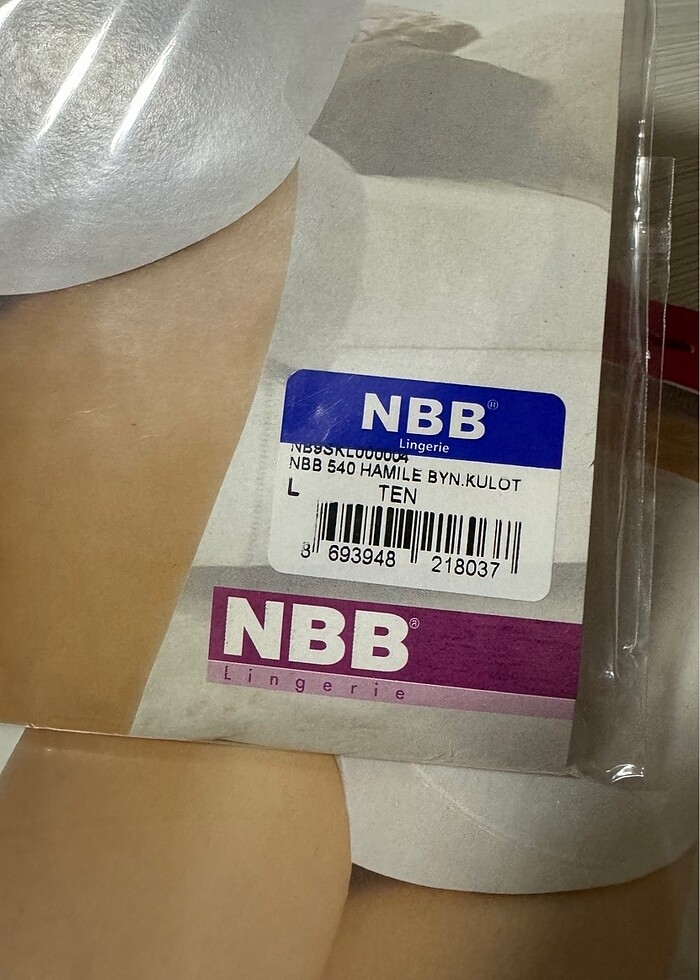 NBB®
Lingerie
NB9SKL000004
NBB 540 HAMILE BYN.KULOT
L TEN
8 693948 218037
NBB®
Lingerie